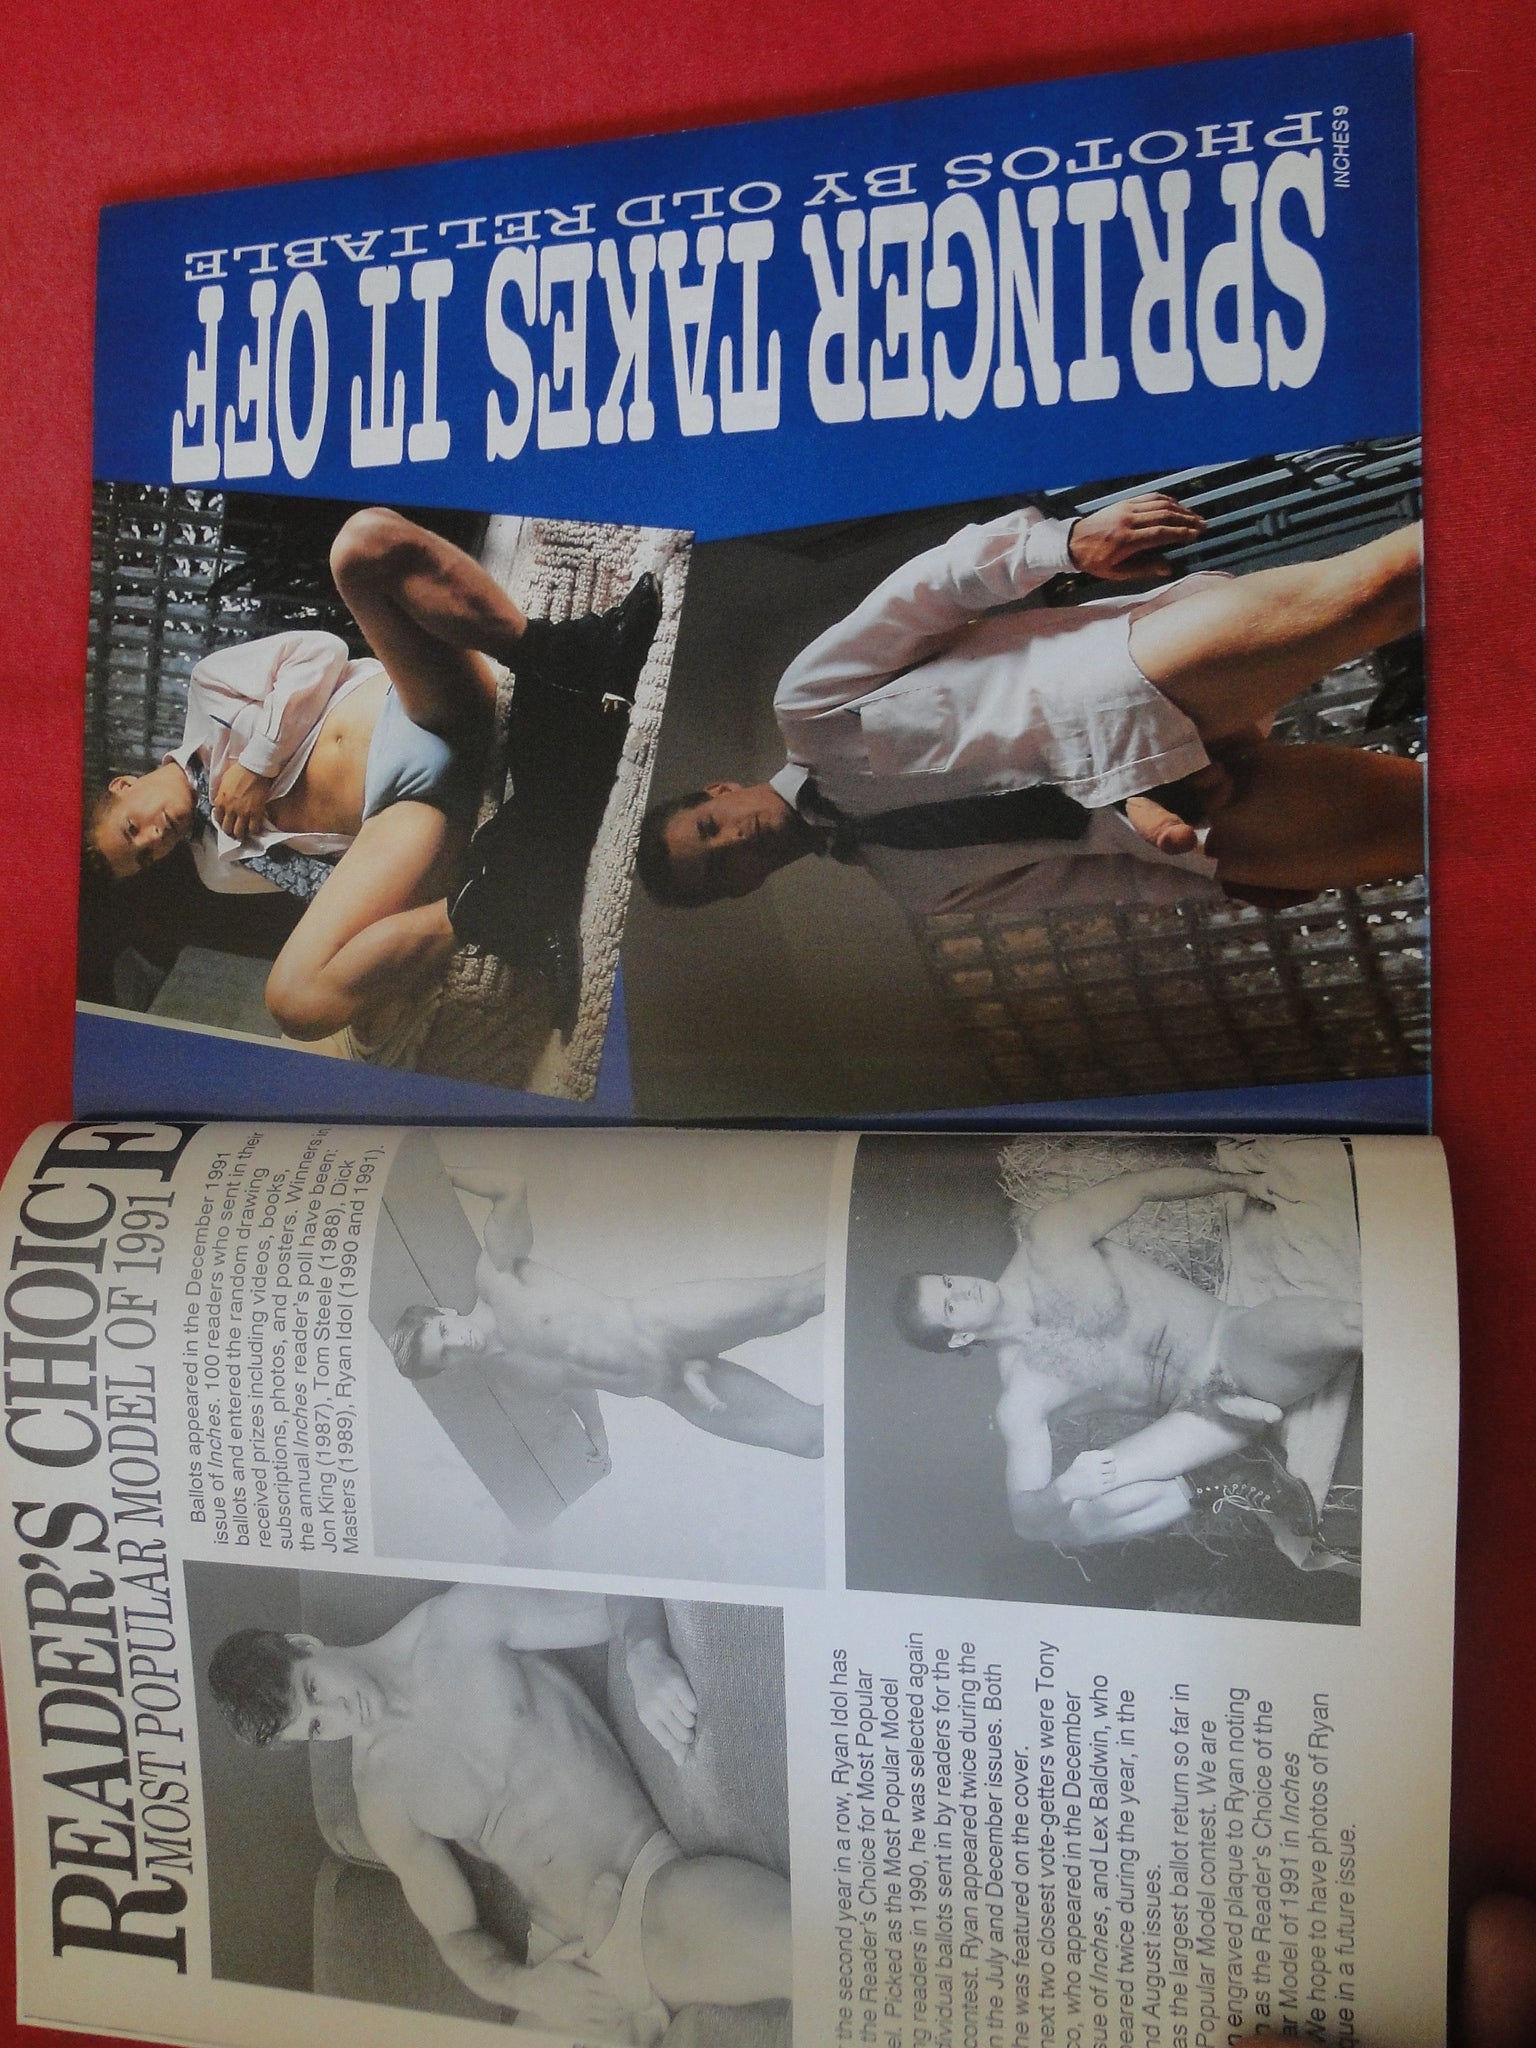 READER'S CHOICE
MOST POPULAR MODEL OF 1991
Ballots appeared in the December 1991
issue of Inches. 100 readers who sent in their
ballots and entered the random drawing
received prizes including videos, books,
subscriptions, photos, and posters. Winners in
the annual Inches reader's poll have been:
Jon King (1987), Tom Steele (1988), Dick
Masters (1989), Ryan Idol (1990 and 1991).
the second year in a row, Ryan Idol has
the Reader's Choice for Most Popular
Picked as the Most Popular Model
readers in 1990, he was selected again
ballots sent in by readers for the
contest. Ryan appeared twice during the
the July and December issues. Both
he was featured on the cover.
next two closest vote-getters were Tony
who appeared in the December
of Inches, and Lex Baldwin, who
twice during the year, in the
August issues.
as the largest ballot return so far in
Popular Model contest. We are
engraved plaque to Ryan noting
as the Reader's Choice of the
Model of 1991 in Inches
We hope to have photos of Ryan
in a future issue.
SPRINGER TAKES IT OFF
PHOTOS BY OLD RELIABLE
INCHES 9